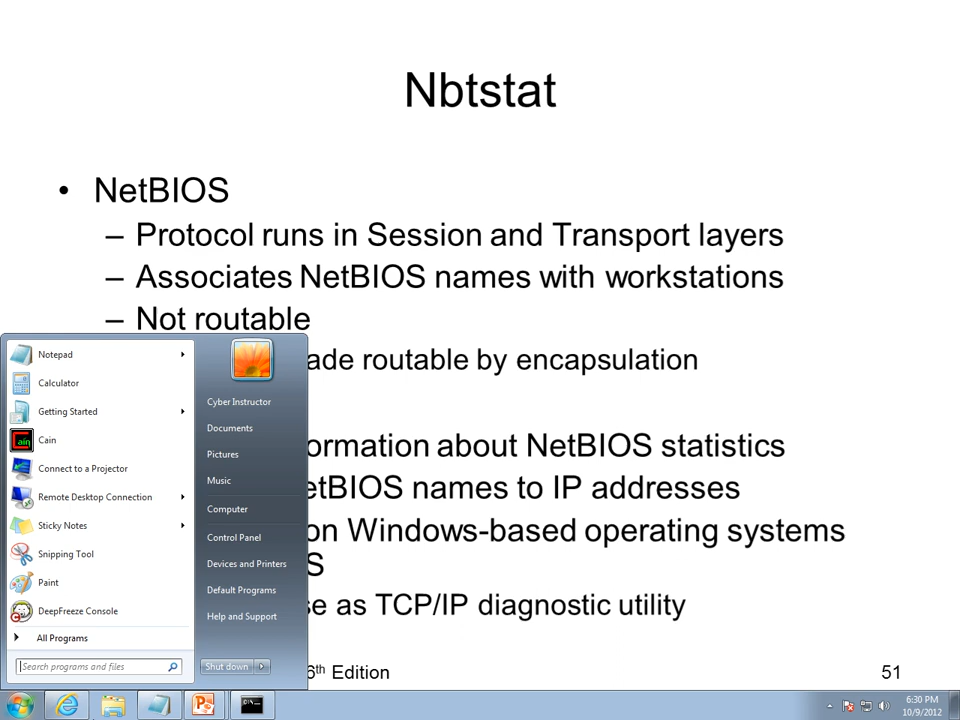 Nbtstat
• NetBIOS
– Protocol runs in Session and Transport layers
– Associates NetBIOS names with workstations
– Not routable
ade routable by encapsulation
ormation about NetBIOS statistics
etBIOS names to IP addresses
on Windows-based operating systems
S
se as TCP/IP diagnostic utility
6th Edition
51
Notepad
Calculator
Getting Started
Cain
Connect to a Projector
Remote Desktop Connection
Sticky Notes
Snipping Tool
Paint
DeepFreeze Console
All Programs
Search programs and files
Cyber Instructor
Documents
Pictures
Music
Computer
Control Panel
Devices and Printers
Default Programs
Help and Support
Shut down
6:30 PM
10/9/2012